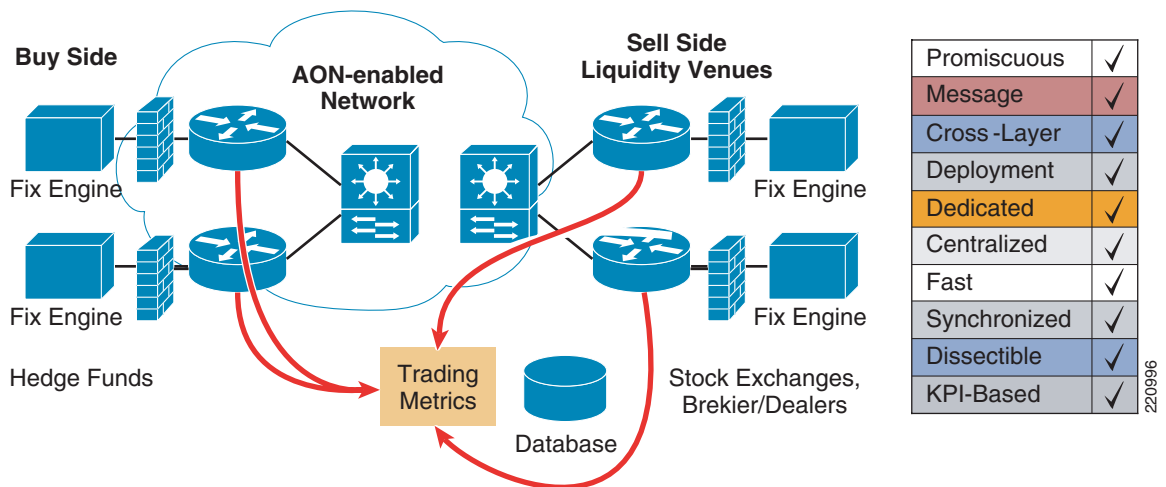 Buy Side
AON-enabled
Network
Sell Side
Liquidity Venues
Fix Engine
Fix Engine
Fix Engine
Fix Engine
Hedge Funds
Trading
Metrics
Database
Stock Exchanges,
Brekier/Dealers
Promiscuous
Message
Cross-Layer
Deployment
Dedicated
Centralized
Fast
Synchronized
Dissectible
KPI-Based
220996